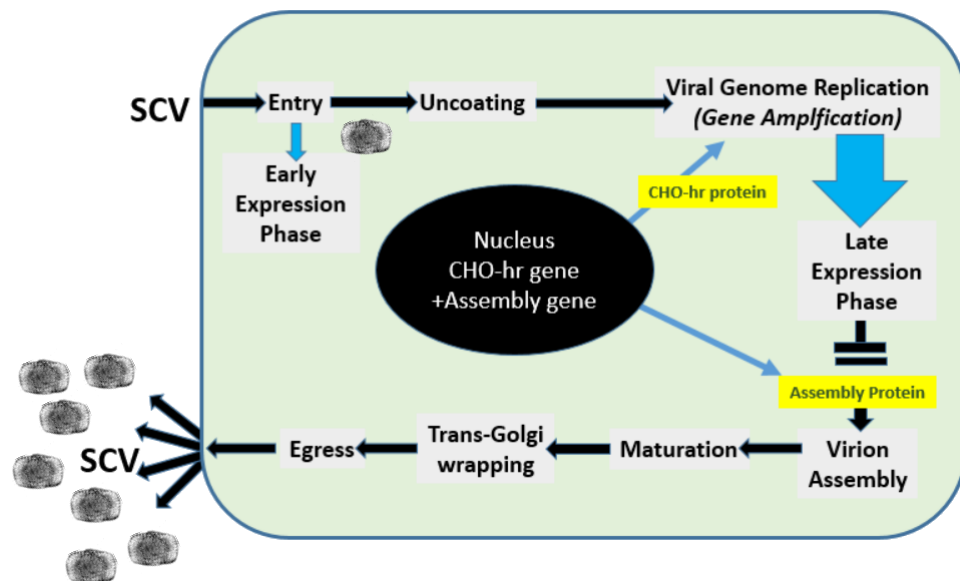 SCV
Entry
Uncoating
Viral Genome Replication
(Gene Amplfication)
Early
Expression
Phase
CHO-hr protein
Nucleus
CHO-hr gene
+Assembly gene
Late
Expression
Phase
Assembly Protein
Virion
Assembly
Maturation
Trans-Golgi
wrapping
Egress
SCV